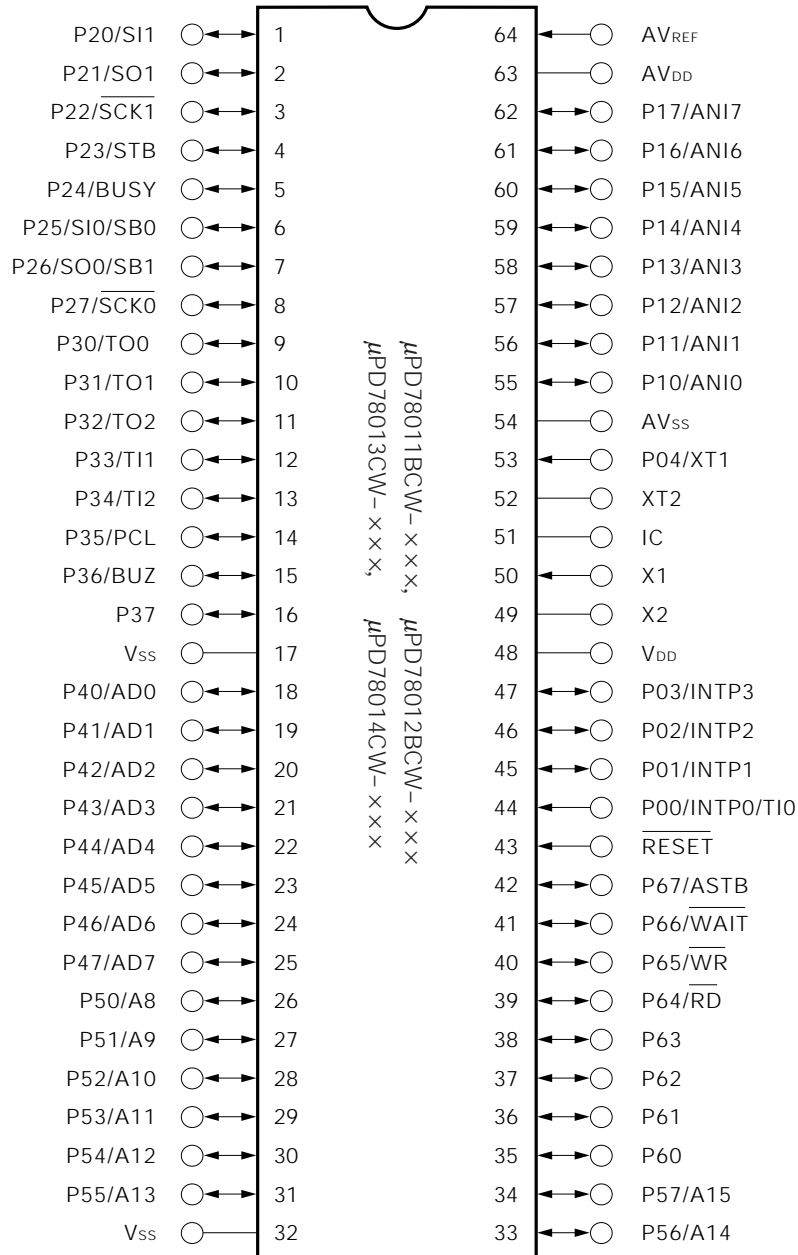 P20/SI1 1 64 AVREF
P21/SO1 2 63 AVDD
P22/SCK1 3 62 P17/ANI7
P23/STB 4 61 P16/ANI6
P24/BUSY 5 60 P15/ANI5
P25/SI0/SB0 6 59 P14/ANI4
P26/SO0/SB1 7 58 P13/ANI3
P27/SCK0 8 57 P12/ANI2
P30/TO0 9 56 P11/ANI1
P31/TO1 10 55 P10/ANI0
P32/TO2 11 54 AVSS
P33/TI1 12 53 P04/XT1
P34/TI2 13 52 XT2
P35/PCL 14 51 IC
P36/BUZ 15 50 X1
P37 16 49 X2
VSS 17 48 VDD
P40/AD0 18 47 P03/INTP3
P41/AD1 19 46 P02/INTP2
P42/AD2 20 45 P01/INTP1
P43/AD3 21 44 P00/INTP0/TI0
P44/AD4 22 43 RESET
P45/AD5 23 42 P67/ASTB
P46/AD6 24 41 P66/WAIT
P47/AD7 25 40 P65/WR
P50/A8 26 39 P64/RD
P51/A9 27 38 P63
P52/A10 28 37 P62
P53/A11 29 36 P61
P54/A12 30 35 P60
P55/A13 31 34 P57/A15
VSS 32 33 P56/A14
μPD78011BCW–×××, μPD78012BCW–×××
μPD78013CW–×××, μPD78014CW–×××